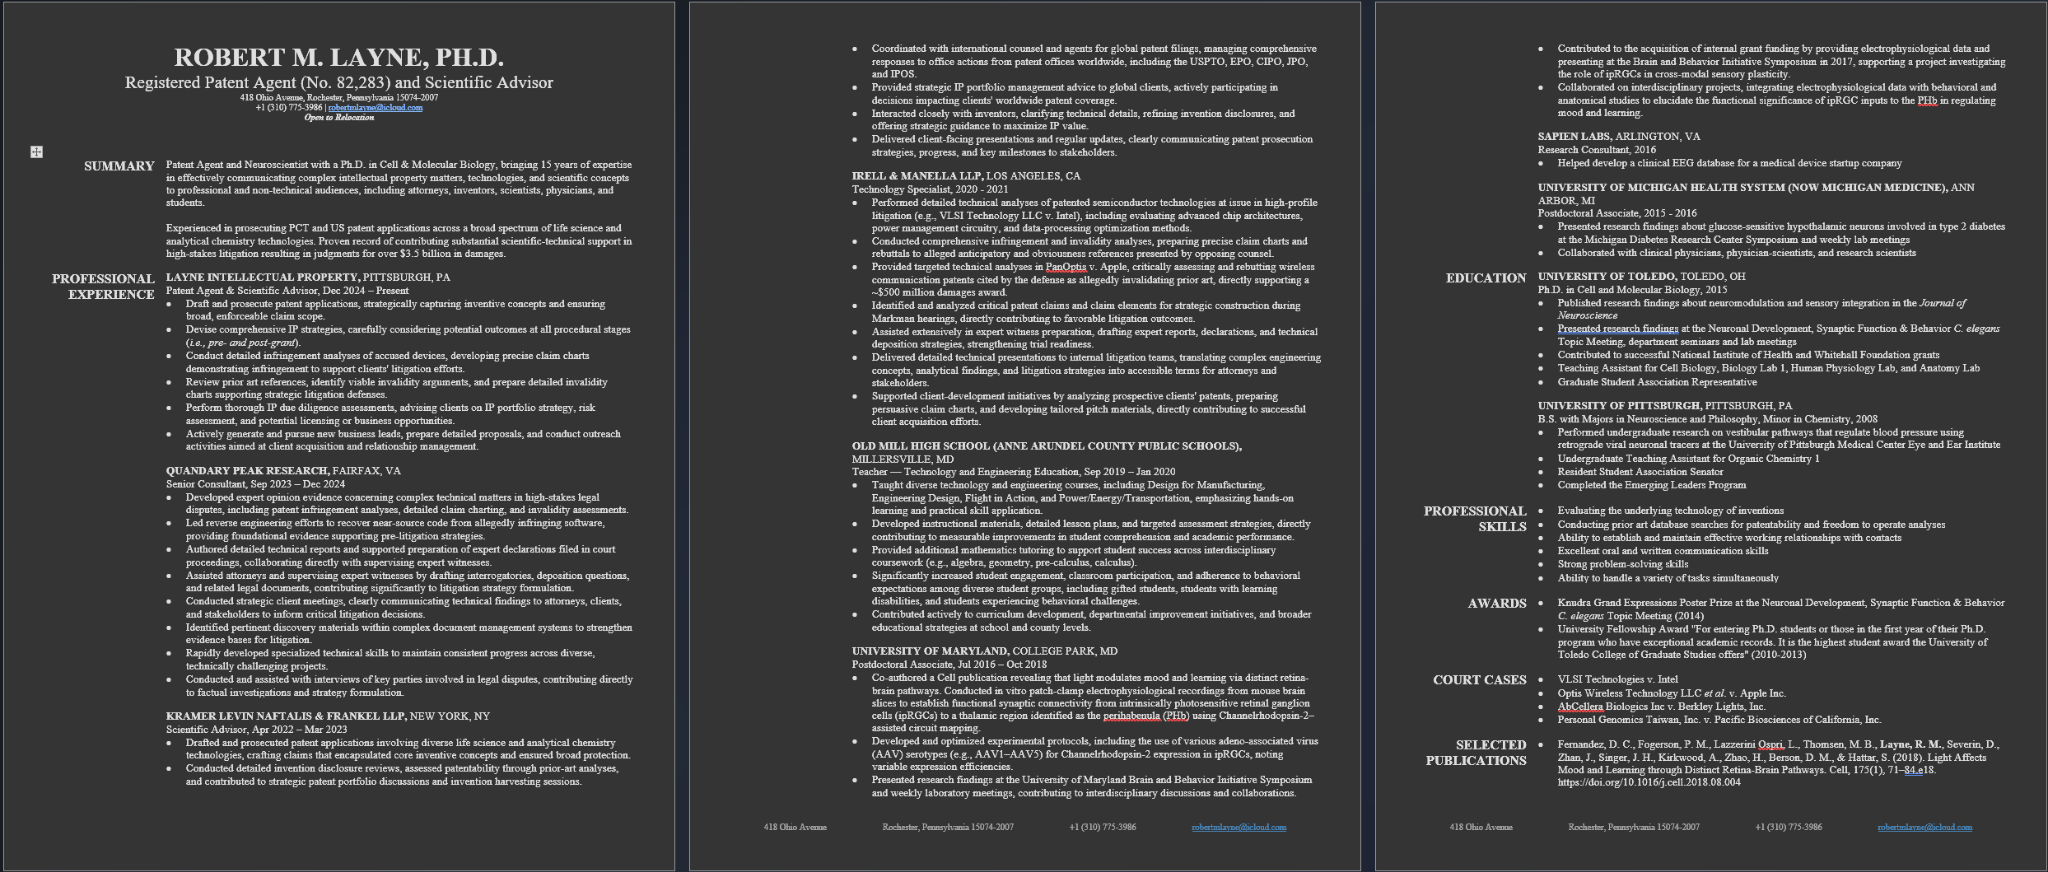 ROBERT M. LAYNE, PH.D.
Registered Patent Agent (No. 82,283) and Scientific Advisor
418 Ohio Avenue, Rochester, Pennsylvania 15074-2007
+1 (310) 775-3986 | robertmlayne@icloud.com
Open to Relocation
SUMMARY
Patent Agent and Neuroscientist with a Ph.D. in Cell & Molecular Biology, bringing 15 years of expertise
in effectively communicating complex intellectual property matters, technologies, and scientific concepts
to professional and non-technical audiences, including attorneys, inventors, scientists, physicians, and
students.
Experienced in prosecuting PCT and US patent applications across a broad spectrum of life science and
analytical chemistry technologies. Proven record of contributing substantial scientific-technical support in
high-stakes litigation resulting in judgments for over $3.5 billion in damages.
PROFESSIONAL
EXPERIENCE
LAYNE INTELLECTUAL PROPERTY, PITTSBURGH, PA
Patent Agent & Scientific Advisor, Dec 2024 – Present
• Draft and prosecute patent applications, strategically capturing inventive concepts and ensuring
broad, enforceable claim scope.
• Devise comprehensive IP strategies, carefully considering potential outcomes at all procedural stages
(i.e., pre- and post-grant).
• Conduct detailed infringement analyses of accused devices, developing precise claim charts
demonstrating infringement to support clients' litigation efforts.
• Review prior art references, identify viable invalidity arguments, and prepare detailed invalidity
charts supporting strategic litigation defenses.
• Perform thorough IP due diligence assessments, advising clients on IP portfolio strategy, risk
assessment, and potential licensing or business opportunities.
• Actively generate and pursue new business leads, prepare detailed proposals, and conduct outreach
activities aimed at client acquisition and relationship management.
QUANDARY PEAK RESEARCH, FAIRFAX, VA
Senior Consultant, Sep 2023 – Dec 2024
• Developed expert opinion evidence concerning complex technical matters in high-stakes legal
disputes, including patent infringement analyses, detailed claim charting, and invalidity assessments.
• Led reverse engineering efforts to recover near-source code from allegedly infringing software,
providing foundational evidence supporting pre-litigation strategies.
• Authored detailed technical reports and supported preparation of expert declarations filed in court
proceedings, collaborating directly with supervising expert witnesses.
• Assisted attorneys and supervising expert witnesses by drafting interrogatories, deposition questions,
and related legal documents, contributing significantly to litigation strategy formulation.
• Conducted strategic client meetings, clearly communicating technical findings to attorneys, clients,
and stakeholders to inform critical litigation decisions.
• Identified pertinent discovery materials within complex document management systems to strengthen
evidence bases for litigation.
• Rapidly developed specialized technical skills to maintain consistent progress across diverse,
technically challenging projects.
• Conducted and assisted with interviews of key parties involved in legal disputes, contributing directly
to factual investigations and strategy formulation.
KRAMER LEVIN NAFTALIS & FRANKEL LLP, NEW YORK, NY
Scientific Advisor, Apr 2022 – Mar 2023
• Drafted and prosecuted patent applications involving diverse life science and analytical chemistry
technologies, crafting claims that encapsulated core inventive concepts and ensured broad protection.
• Conducted detailed invention disclosure reviews, assessed patentability through prior-art analyses,
and contributed to strategic patent portfolio discussions and invention harvesting sessions.
• Coordinated with international counsel and agents for global patent filings, managing comprehensive
responses to office actions from patent offices worldwide, including the USPTO, EPO, CIPO, JPO,
and IPOS.
• Provided strategic IP portfolio management advice to global clients, actively participating in
decisions impacting clients' worldwide patent coverage.
• Interacted closely with inventors, clarifying technical details, refining invention disclosures, and
offering strategic guidance to maximize IP value.
• Delivered client-facing presentations and regular updates, clearly communicating patent prosecution
strategies, progress, and key milestones to stakeholders.
IRELL & MANELLA LLP, LOS ANGELES, CA
Technology Specialist, 2020 - 2021
• Performed detailed technical analyses of patented semiconductor technologies at issue in high-profile
litigation (e.g., VLSI Technology LLC v. Intel), including evaluating advanced chip architectures,
power management circuitry, and data-processing optimization methods.
• Conducted comprehensive infringement and invalidity analyses, preparing precise claim charts and
rebuttals to alleged anticipatory and obviousness references presented by opposing counsel.
• Provided targeted technical analyses in PanOptis v. Apple, critically assessing and rebutting wireless
communication patents cited by the defense as allegedly invalidating prior art, directly supporting a
~$500 million damages award.
• Identified and analyzed critical patent claims and claim elements for strategic construction during
Markman hearings, directly contributing to favorable litigation outcomes.
• Assisted extensively in expert witness preparation, drafting expert reports, declarations, and technical
deposition strategies, strengthening trial readiness.
• Delivered detailed technical presentations to internal litigation teams, translating complex engineering
concepts, analytical findings, and litigation strategies into accessible terms for attorneys and
stakeholders.
• Supported client-development initiatives by analyzing prospective clients' patents, preparing
persuasive claim charts, and developing tailored pitch materials, directly contributing to successful
client acquisition efforts.
OLD MILL HIGH SCHOOL (ANNE ARUNDEL COUNTY PUBLIC SCHOOLS),
MILLERSVILLE, MD
Teacher — Technology and Engineering Education, Sep 2019 – Jan 2020
• Taught diverse technology and engineering courses, including Design for Manufacturing,
Engineering Design, Flight in Action, and Power/Energy/Transportation, emphasizing hands-on
learning and practical skill application.
• Developed instructional materials, detailed lesson plans, and targeted assessment strategies, directly
contributing to measurable improvements in student comprehension and academic performance.
• Provided additional mathematics tutoring to support student success across interdisciplinary
coursework (e.g., algebra, geometry, pre-calculus, calculus).
• Significantly increased student engagement, classroom participation, and adherence to behavioral
expectations among diverse student groups, including gifted students, students with learning
disabilities, and students experiencing behavioral challenges.
• Contributed actively to curriculum development, departmental improvement initiatives, and broader
educational strategies at school and county levels.
UNIVERSITY OF MARYLAND, COLLEGE PARK, MD
Postdoctoral Associate, Jul 2016 – Oct 2018
• Co-authored a Cell publication revealing that light modulates mood and learning via distinct retina-
brain pathways. Conducted in vitro patch-clamp electrophysiological recordings from mouse brain
slices to establish functional synaptic connectivity from intrinsically photosensitive retinal ganglion
cells (ipRGCs) to a thalamic region identified as the perihabenula (PHb) using Channelrhodopsin-2–
assisted circuit mapping.
• Developed and optimized experimental protocols, including the use of various adeno-associated virus
(AAV) serotypes (e.g., AAV1–AAV5) for Channelrhodopsin-2 expression in ipRGCs, noting
variable expression efficiencies.
• Presented research findings at the University of Maryland Brain and Behavior Initiative Symposium
and weekly laboratory meetings, contributing to interdisciplinary discussions and collaborations.
418 Ohio Avenue Rochester, Pennsylvania 15074-2007 +1 (310) 775-3986 robertmlayne@icloud.com
• Contributed to the acquisition of internal grant funding by providing electrophysiological data and
presenting at the Brain and Behavior Initiative Symposium in 2017, supporting a project investigating
the role of ipRGCs in cross-modal sensory plasticity.
• Collaborated on interdisciplinary projects, integrating electrophysiological data with behavioral and
anatomical studies to elucidate the functional significance of ipRGC inputs to the PHb in regulating
mood and learning.
SAPIEN LABS, ARLINGTON, VA
Research Consultant, 2016
• Helped develop a clinical EEG database for a medical device startup company
UNIVERSITY OF MICHIGAN HEALTH SYSTEM (NOW MICHIGAN MEDICINE), ANN
ARBOR, MI
Postdoctoral Associate, 2015 - 2016
• Presented research findings about glucose-sensitive hypothalamic neurons involved in type 2 diabetes
at the Michigan Diabetes Research Center Symposium and weekly lab meetings
• Collaborated with clinical physicians, physician-scientists, and research scientists
EDUCATION
UNIVERSITY OF TOLEDO, TOLEDO, OH
Ph.D. in Cell and Molecular Biology, 2015
• Published research findings about neuromodulation and sensory integration in the Journal of
Neuroscience
• Presented research findings at the Neuronal Development, Synaptic Function & Behavior C. elegans
Topic Meeting, department seminars and lab meetings
• Contributed to successful National Institute of Health and Whitehall Foundation grants
• Teaching Assistant for Cell Biology, Biology Lab 1, Human Physiology Lab, and Anatomy Lab
• Graduate Student Association Representative
UNIVERSITY OF PITTSBURGH, PITTSBURGH, PA
B.S. with Majors in Neuroscience and Philosophy, Minor in Chemistry, 2008
• Performed undergraduate research on vestibular pathways that regulate blood pressure using
retrograde viral neuronal tracers at the University of Pittsburgh Medical Center Eye and Ear Institute
• Undergraduate Teaching Assistant for Organic Chemistry 1
• Resident Student Association Senator
• Completed the Emerging Leaders Program
PROFESSIONAL
SKILLS
• Evaluating the underlying technology of inventions
• Conducting prior art database searches for patentability and freedom to operate analyses
• Ability to establish and maintain effective working relationships with contacts
• Excellent oral and written communication skills
• Strong problem-solving skills
• Ability to handle a variety of tasks simultaneously
AWARDS
• Knudra Grand Expressions Poster Prize at the Neuronal Development, Synaptic Function & Behavior
C. elegans Topic Meeting (2014)
• University Fellowship Award "For entering Ph.D. students or those in the first year of their Ph.D.
program who have exceptional academic records. It is the highest student award the University of
Toledo College of Graduate Studies offers" (2010-2013)
COURT CASES
• VLSI Technologies v. Intel
• Optis Wireless Technology LLC et al. v. Apple Inc.
• AbCellera Biologics Inc v. Berkley Lights, Inc.
• Personal Genomics Taiwan, Inc. v. Pacific Biosciences of California, Inc.
SELECTED
PUBLICATIONS
• Fernandez, D. C., Fogerson, P. M., Lazzerini Ospri, L., Thomsen, M. B., Layne, R. M., Severin, D.,
Zhan, J., Singer, J. H., Kirkwood, A., Zhao, H., Berson, D. M., & Hattar, S. (2018). Light Affects
Mood and Learning through Distinct Retina-Brain Pathways. Cell, 175(1), 71–84.e18.
https://doi.org/10.1016/j.cell.2018.08.004
418 Ohio Avenue Rochester, Pennsylvania 15074-2007 +1 (310) 775-3986 robertmlayne@icloud.com